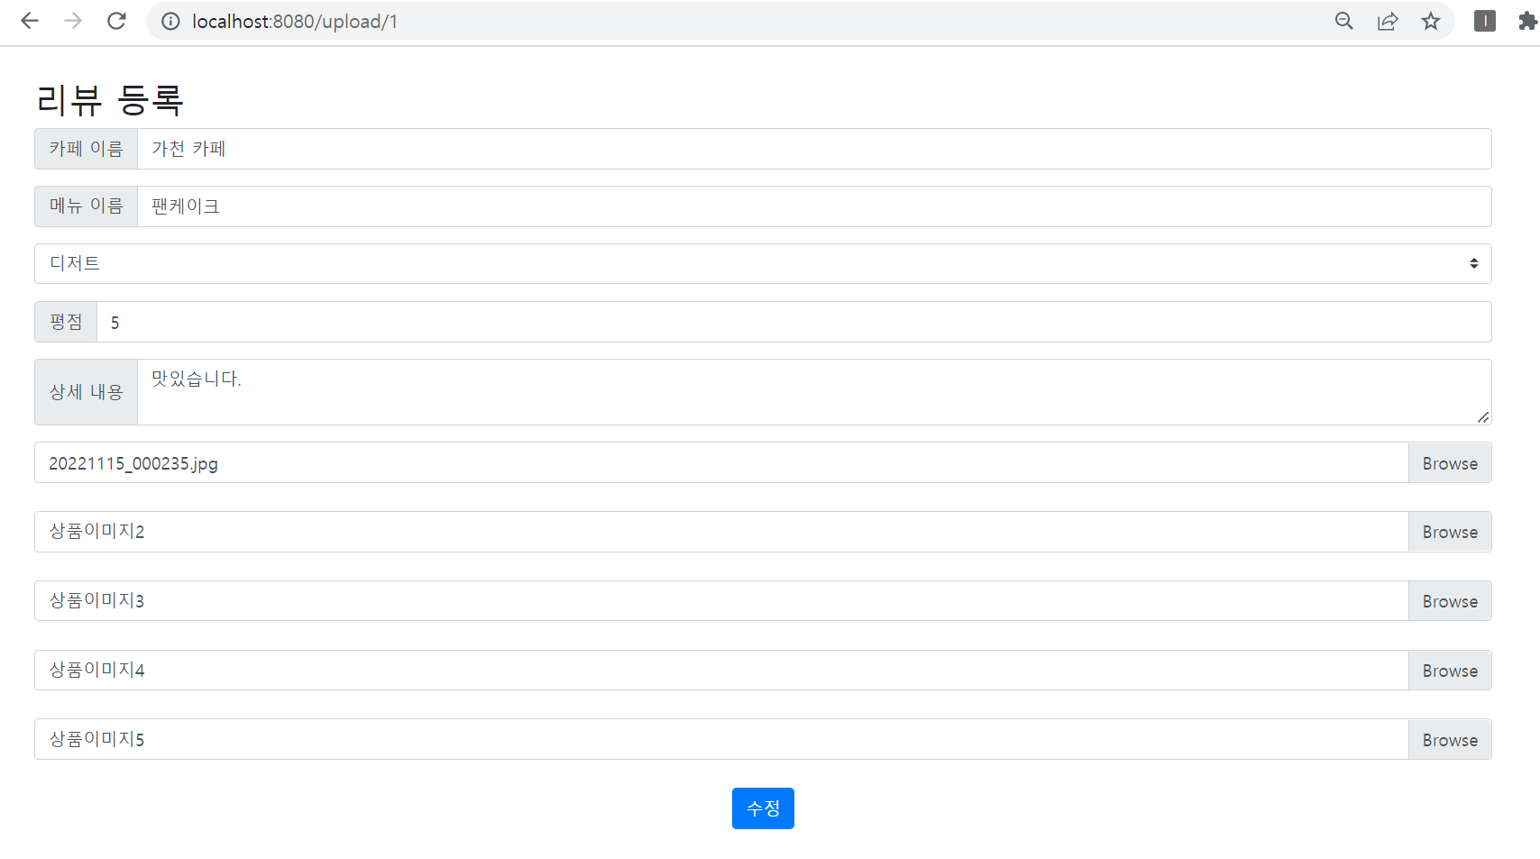 localhost:8080/upload/1
I
리뷰 등록
카페 이름 가천 카페
메뉴 이름 팬케이크
디저트
평점 5
상세 내용 맛있습니다.
20221115_000235.jpg Browse
상품이미지2 Browse
상품이미지3 Browse
상품이미지4 Browse
상품이미지5 Browse
수정